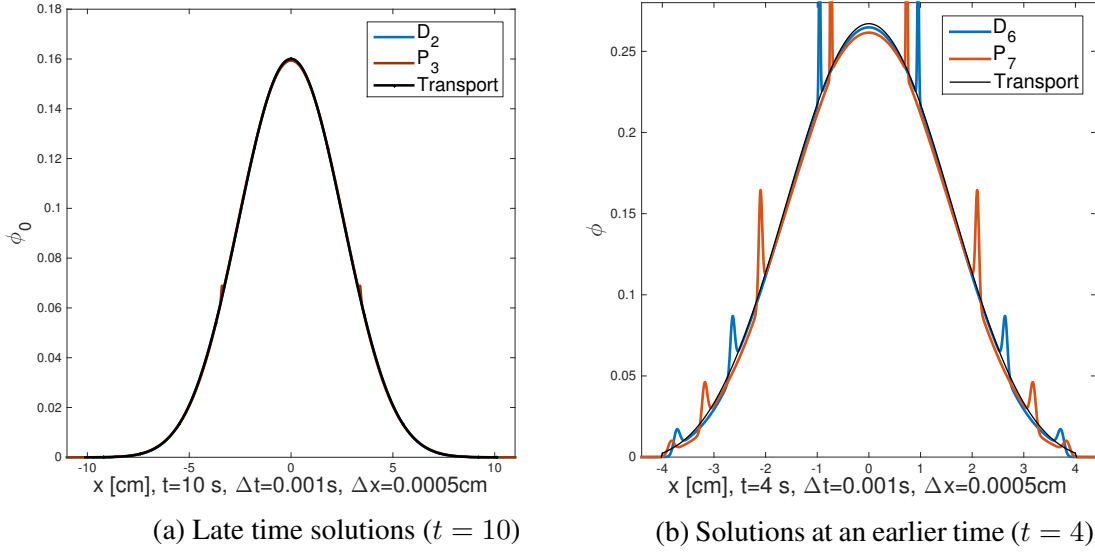 0.18
0.16
0.14
0.12
0.1
0.08
0.06
0.04
0.02
0
ϕ₀
D₂
P₃
Transport
-10 -5 0 5 10
x [cm], t=10 s, Δt=0.001s, Δx=0.0005cm
(a) Late time solutions (t = 10)
0.25
0.2
0.15
0.1
0.05
0
ϕ
D₆
P₇
Transport
-4 -3 -2 -1 0 1 2 3 4
x [cm], t=4 s, Δt=0.001s, Δx=0.0005cm
(b) Solutions at an earlier time (t = 4)